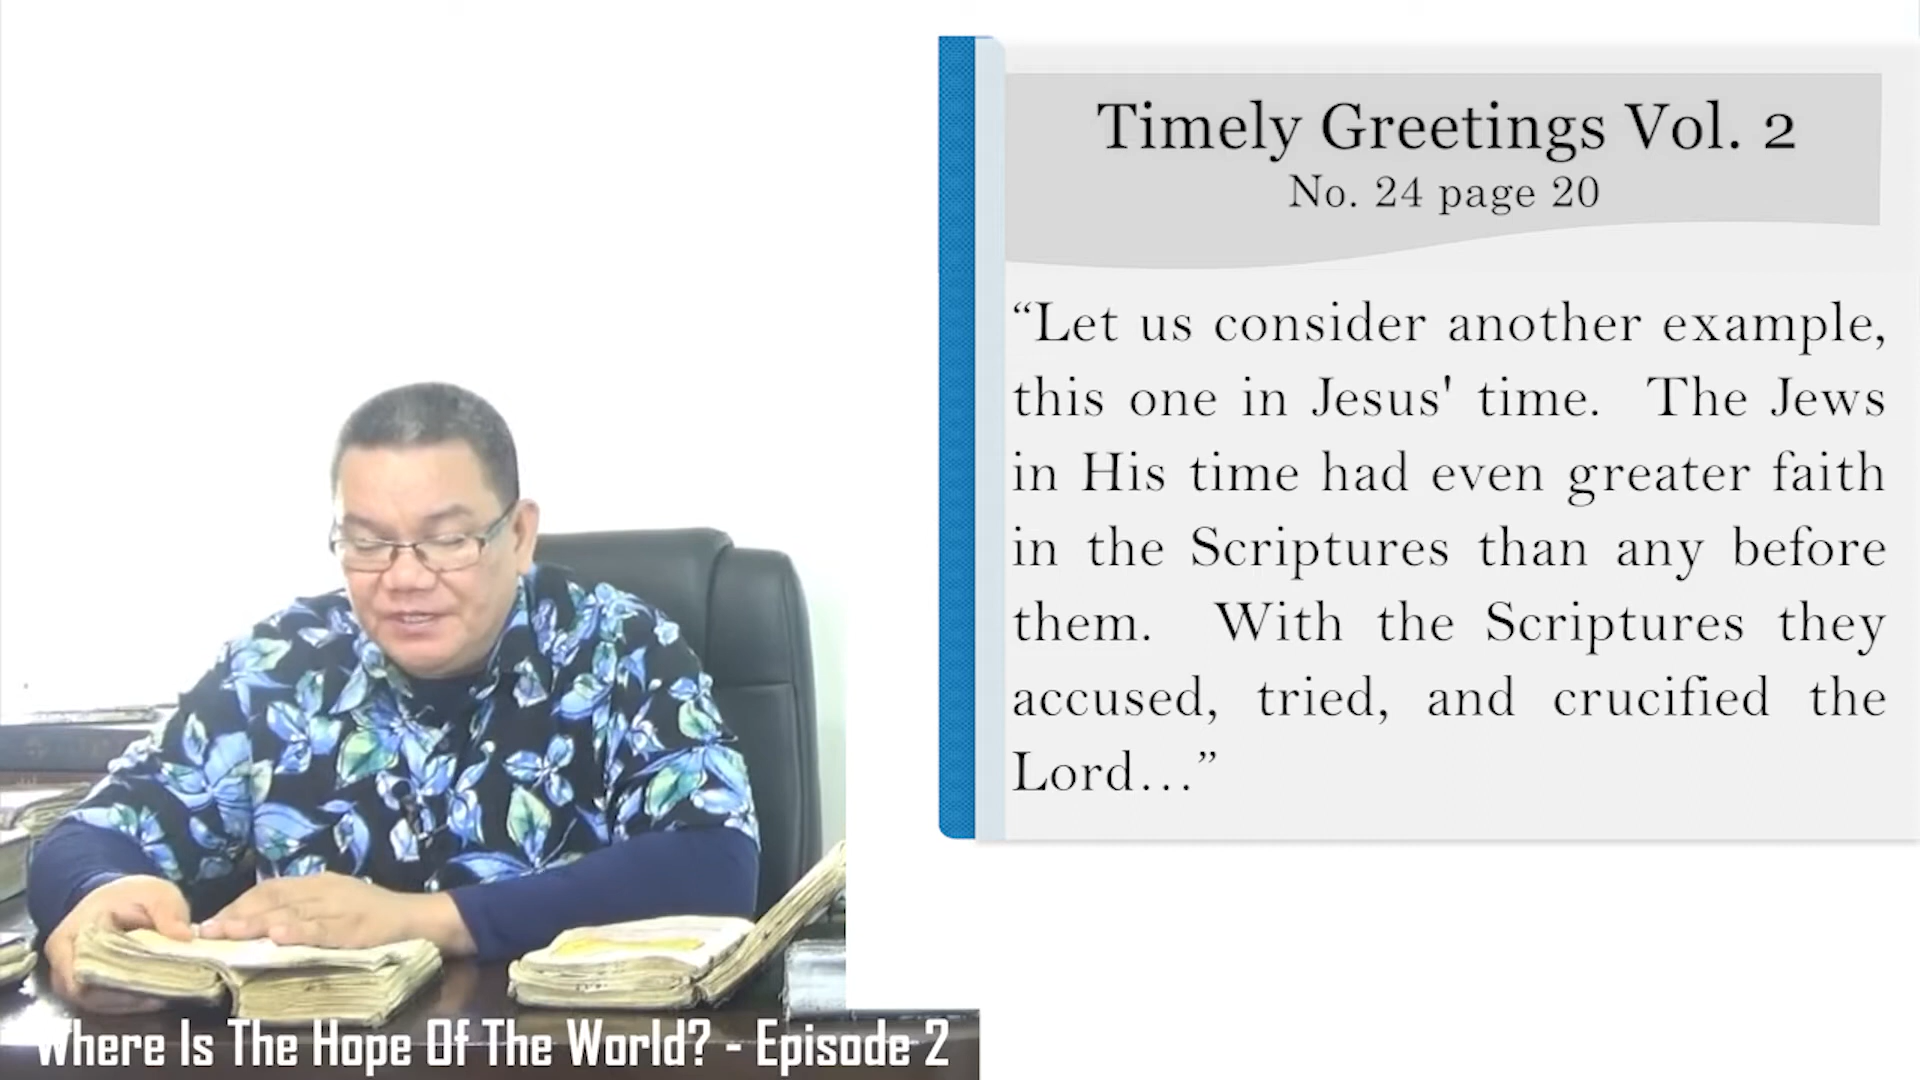 Timely Greetings Vol. 2
No. 24 page 20
“Let us consider another example,
this one in Jesus' time.  The Jews
in His time had even greater faith
in the Scriptures than any before
them.  With the Scriptures they
accused, tried, and crucified the
Lord…”
Where Is The Hope Of The World? - Episode 2